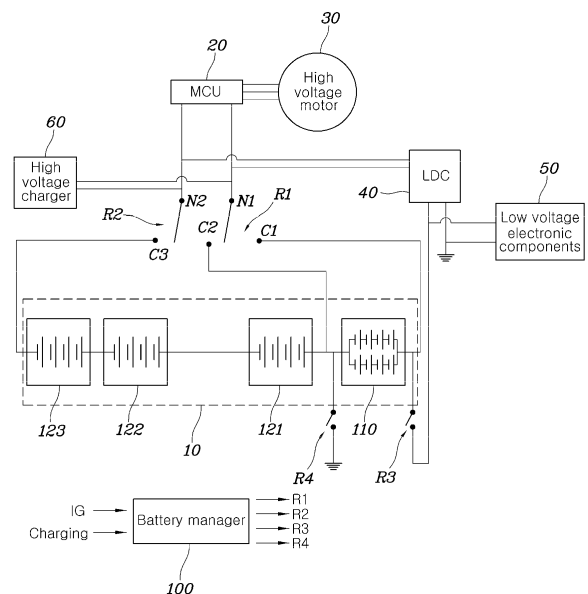 30
20
High
voltage
motor
MCU
60
High
voltage
charger
LDC
40
50
Low voltage
electronic
components
N2
N1
R1
R2
C2
C1
C3
123
122
121
110
10
R4
R3
IG
Charging
Battery manager
R1
R2
R3
R4
100